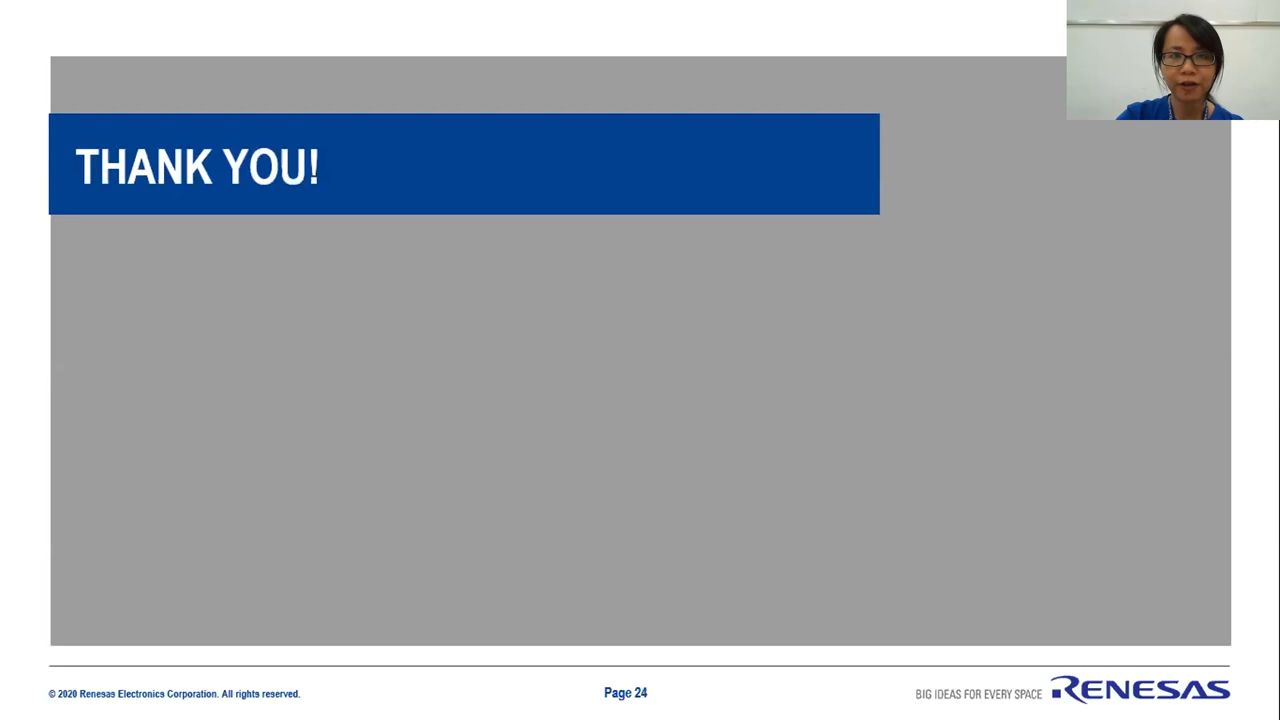 THANK YOU!
© 2020 Renesas Electronics Corporation. All rights reserved.
Page 24
BIG IDEAS FOR EVERY SPACE
RENESAS